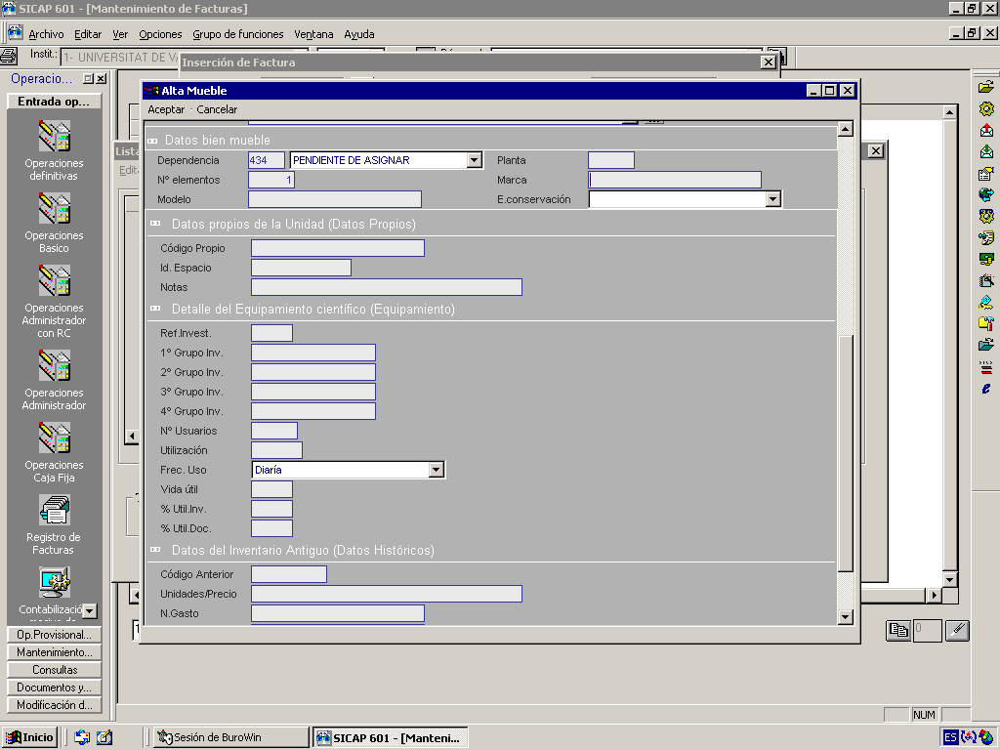 SICAP 601 - [Mantenimiento de Facturas]
Archivo Editar Ver Opciones Grupo de funciones Ventana Ayuda
Instit.: 1- UNIVERSITAT DE
Inserción de Factura
Operacio...
Entrada op...
Operaciones definitivas
Operaciones Basico
Operaciones Administrador con RC
Operaciones Administrador
Operaciones Caja Fija
Registro de Facturas
Op.Provisional...
Mantenimiento...
Consultas
Documentos y...
Modificación d...
Alta Mueble
Aceptar Cancelar
Datos bien mueble
Dependencia 434 PENDIENTE DE ASIGNAR Planta
Nº elementos 1 Marca
Modelo E.conservación
Datos propios de la Unidad (Datos Propios)
Código Propio
Id. Espacio
Notas
Detalle del Equipamiento científico (Equipamiento)
Ref.Invest.
1º Grupo Inv.
2º Grupo Inv.
3º Grupo Inv.
4º Grupo Inv.
Nº Usuarios
Utilización
Frec. Uso Diaría
Vida útil
% Util.Inv.
% Util.Doc.
Datos del Inventario Antiguo (Datos Históricos)
Código Anterior
Unidades/Precio
N.Gasto
0
NUM
Inicio Sesión de BuroWin SICAP 601 - [Manteni... ES